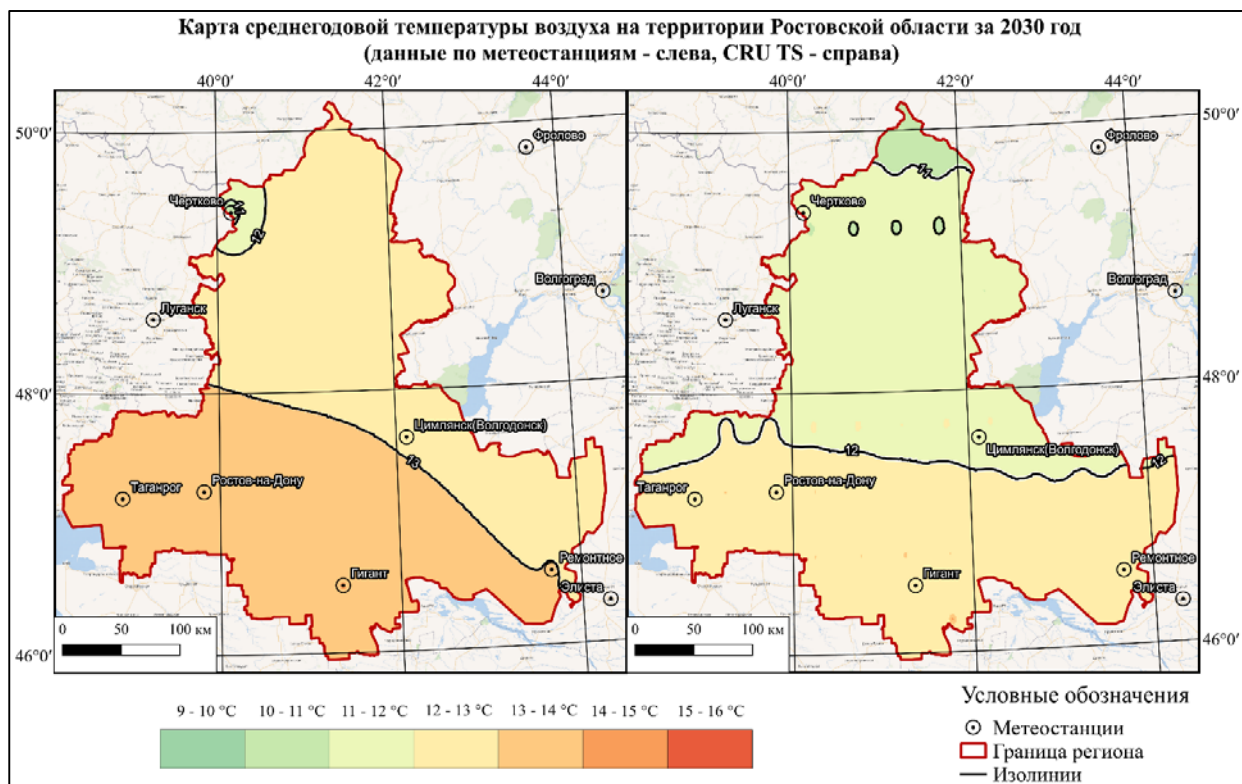 Карта среднегодовой температуры воздуха на территории Ростовской области за 2030 год
(данные по метеостанциям - слева, CRU TS - справа)
40°0′ 42°0′ 44°0′ 40°0′ 42°0′ 44°0′
50°0′ 50°0′
Фролово
Чертково
12
Волгоград
Луганск
48°0′
Цимлянск(Волгодонск)
13
Таганрог
Ростов-на-Дону
Ремонтное
Гигант
Элиста
0 50 100 км
46°0′
Фролово
11
Чертково
Волгоград
Луганск
48°0′
Цимлянск(Волгодонск)
12
12
Таганрог
Ростов-на-Дону
Ремонтное
Гигант
Элиста
0 50 100 км
46°0′
9 - 10 °C 10 - 11 °C 11 - 12 °C 12 - 13 °C 13 - 14 °C 14 - 15 °C 15 - 16 °C
Условные обозначения
Метеостанции
Граница региона
Изолинии